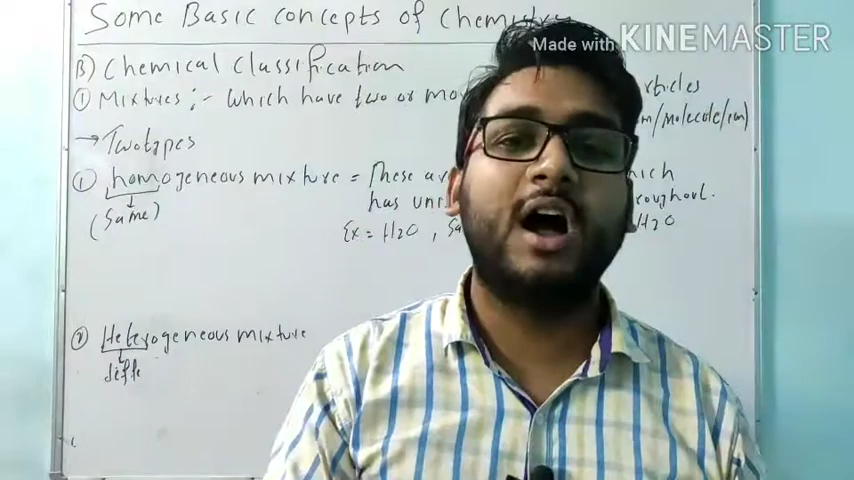 Some Basic concepts of Chemistry
Made with KINEMASTER
B) Chemical Classification
① Mixtures :- which have two or mo rticles
m/Molecule/ion)
→ Two types
① homogeneous mixture = These ar which
(Same) has uni roughout.
Ex = H2O , Sa H2O
② Heterogeneous mixture
diffe